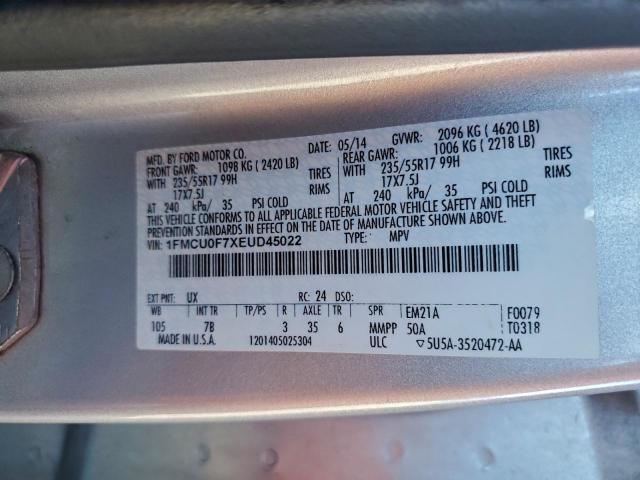 MFD. BY FORD MOTOR CO. 05/14 GVWR: 2096 KG ( 4620 LB)
FRONT GAWR: 1098 KG ( 2420 LB) REAR GAWR: 1006 KG ( 2218 LB)
WITH 235/55R17 99H TIRES WITH 235/55R17 99H TIRES
17X7.5J RIMS 17X7.5J RIMS
AT 240 kPa/ 35 PSI COLD AT 240 kPa/ 35 PSI COLD
THIS VEHICLE CONFORMS TO ALL APPLICABLE FEDERAL MOTOR VEHICLE SAFETY AND THEFT
PREVENTION STANDARDS IN EFFECT ON THE DATE OF MANUFACTURE SHOWN ABOVE.
VIN: 1FMCU0F7XEUD45022 TYPE: MPV
EXT PNT: UX RC: 24 DSO:
WB INT TR TP/PS R AXLE TR SPR EM21A F0079
105 7B 3 35 6 MMPP 50A T0318
MADE IN U.S.A. 1201405025304 ULC 5U5A-3520472-AA